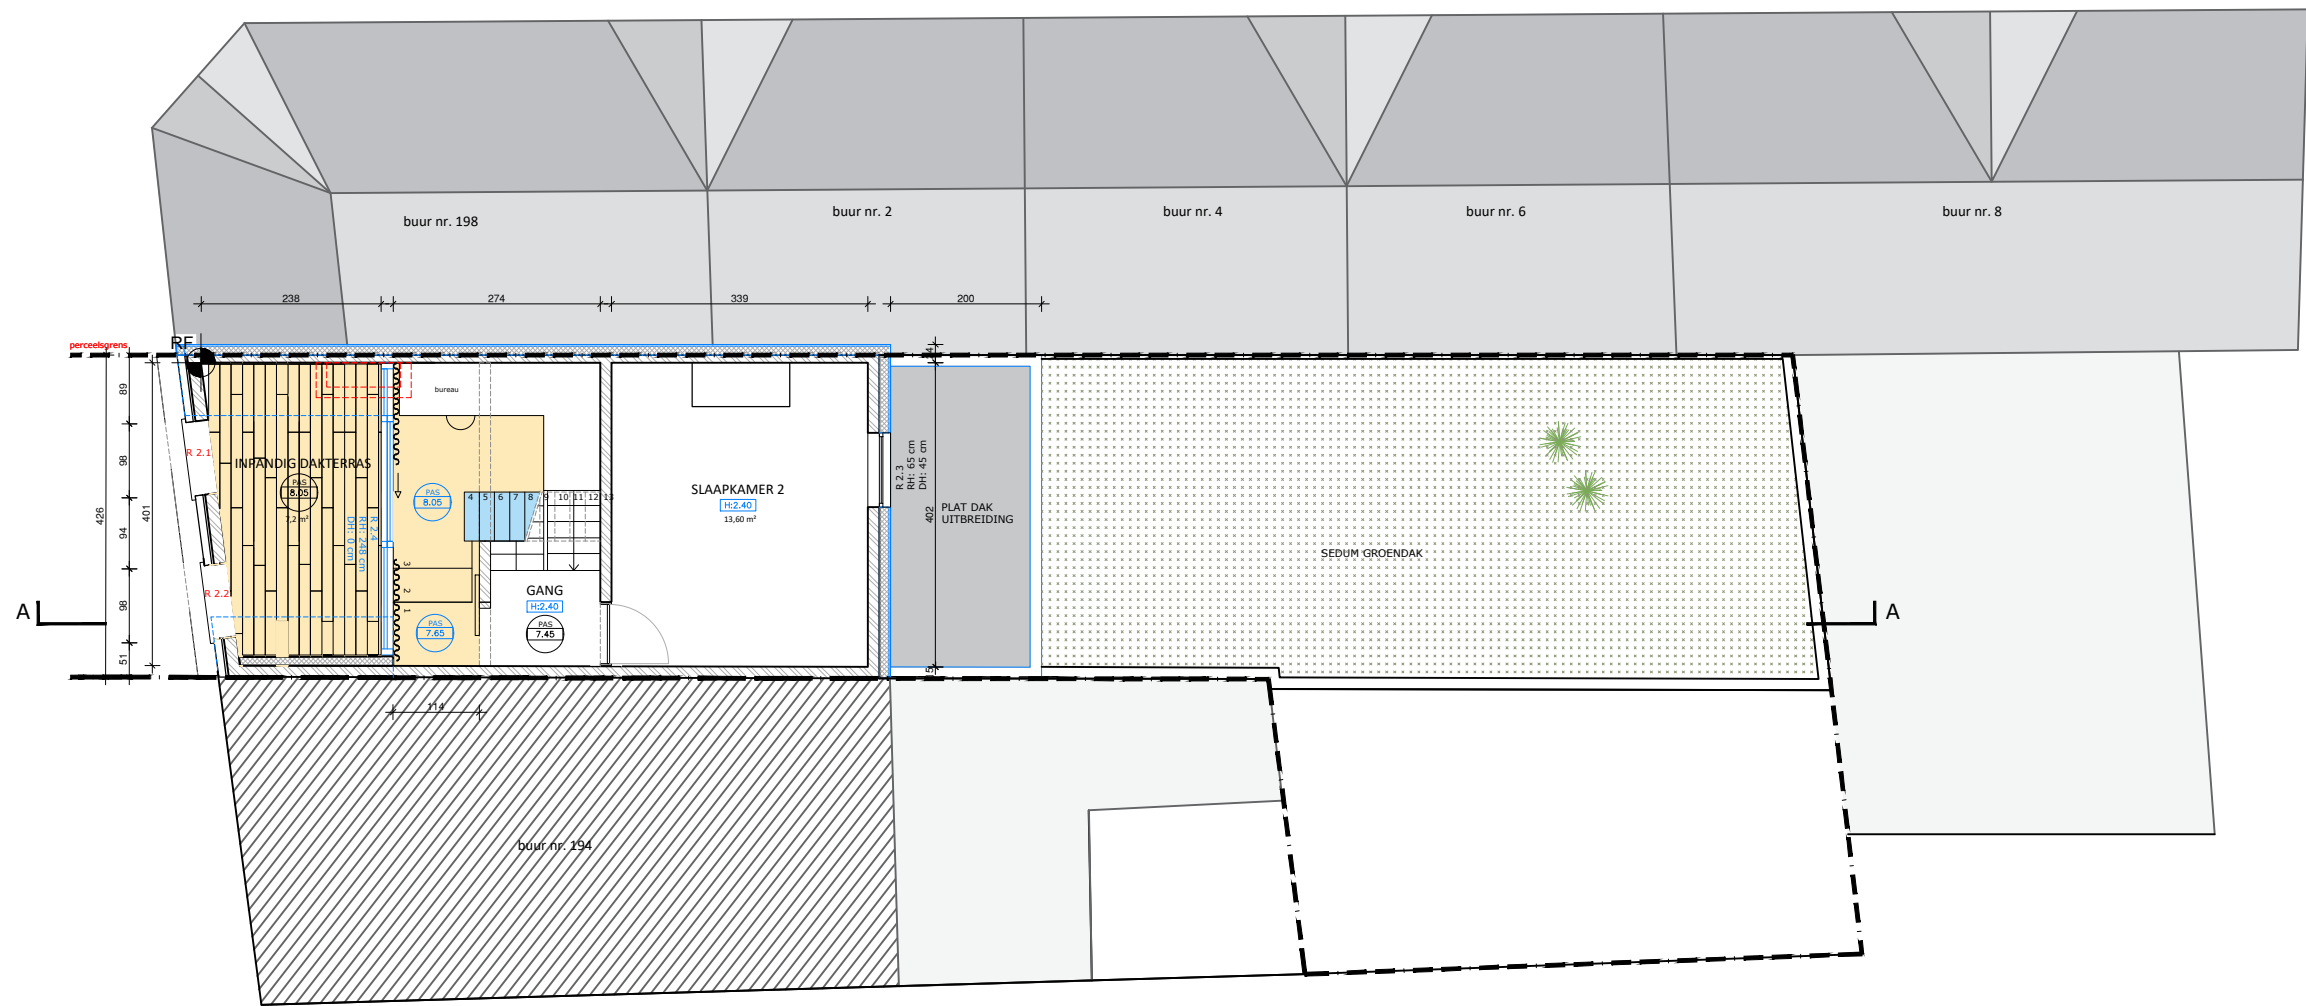 buur nr. 198
buur nr. 2
buur nr. 4
buur nr. 6
buur nr. 8
238
274
339
200
perceelsgrens
RF
4
89
98
94
98
51
426
401
bureau
R 2.1
INPANDIG DAKTERRAS
PAS
8.05
7,2 m²
R 2.4
RH: 248 cm
DH: 0 cm
PAS
8.05
4 5 6 7 8 9 10 11 12 13
3
2
1
SLAAPKAMER 2
H:2.40
13,60 m²
R 2.3
RH: 65 cm
DH: 45 cm
402
PLAT DAK
UITBREIDING
SEDUM GROENDAK
R 2.2
GANG
H:2.40
PAS
7.65
PAS
7.45
A
A
5
114
buur nr. 194